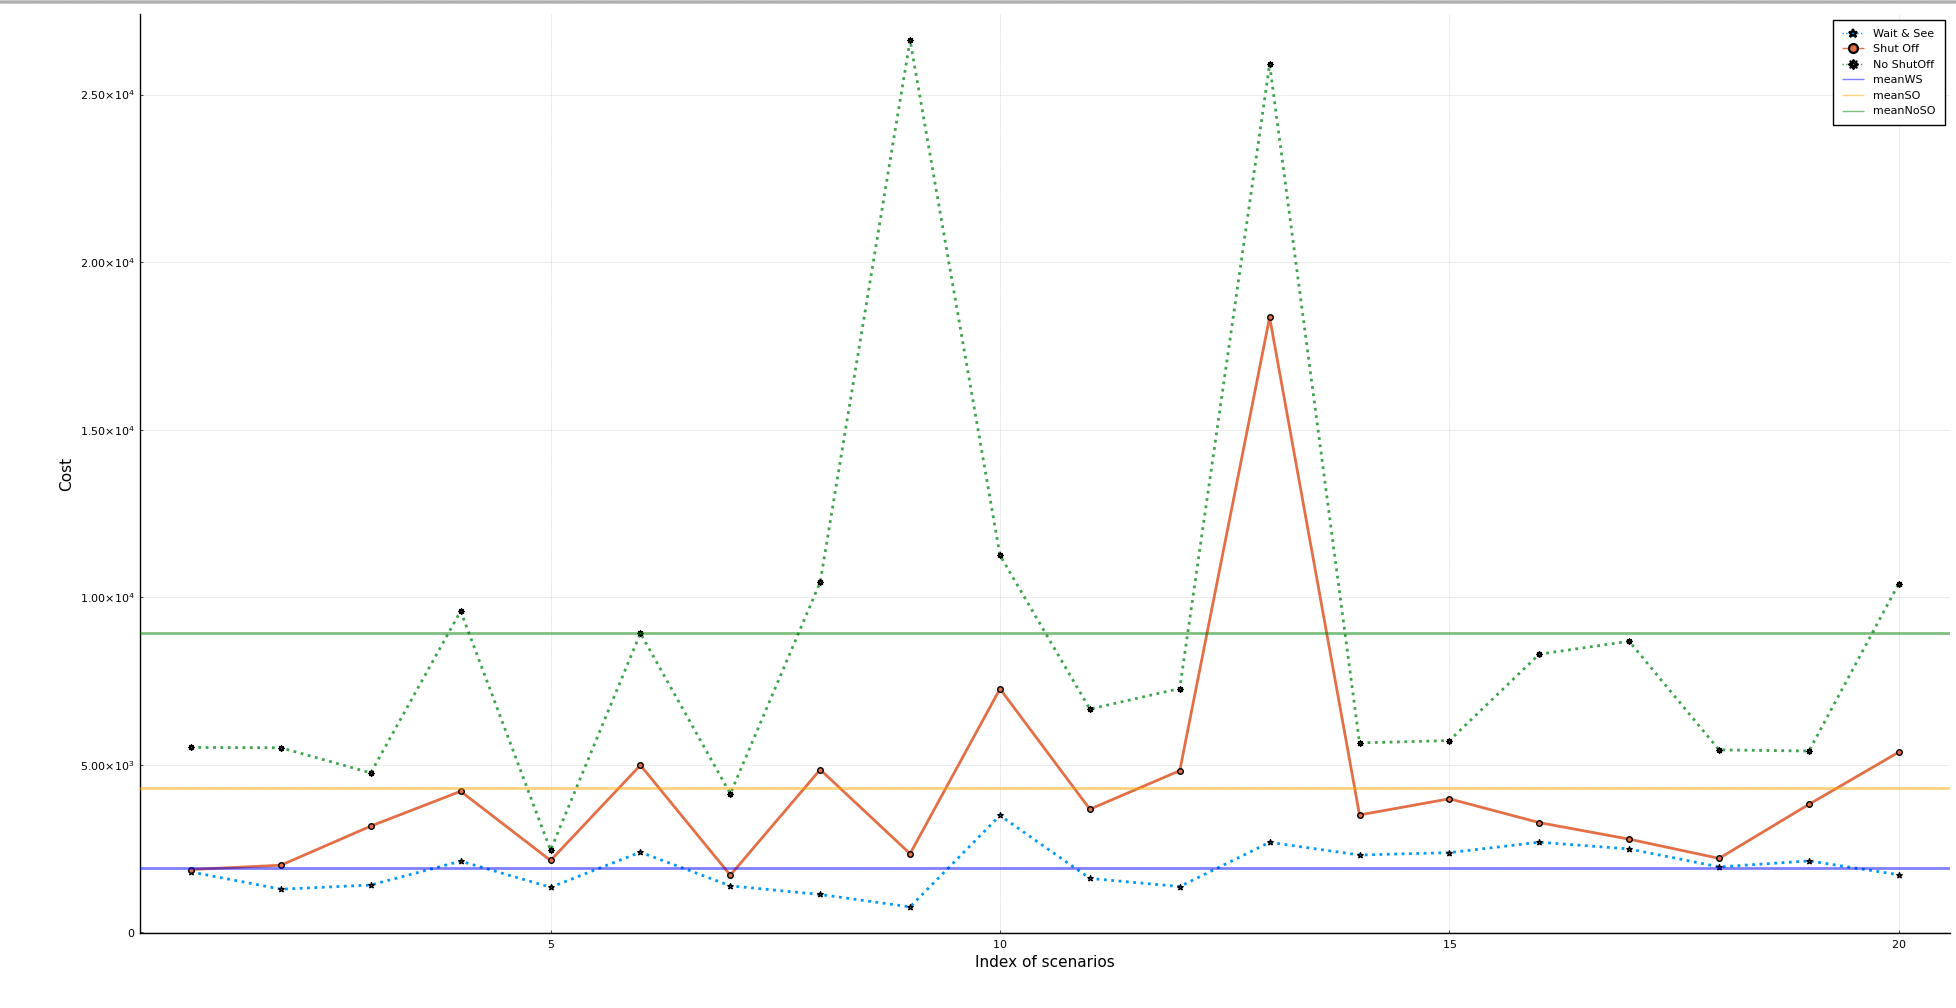 Wait & See
Shut Off
No ShutOff
meanWS
meanSO
meanNoSO
2.50×10⁴
2.00×10⁴
1.50×10⁴
1.00×10⁴
5.00×10³
0
Cost
5
10
15
20
Index of scenarios